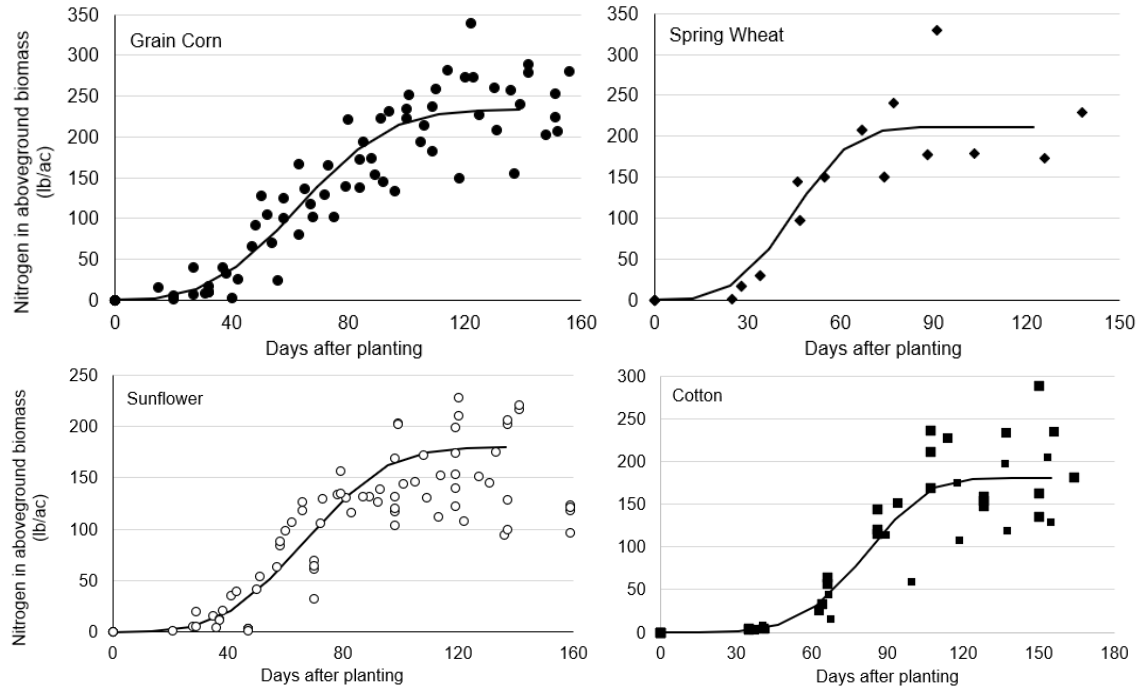 Grain Corn
Nitrogen in aboveground biomass
(lb/ac)
350
300
250
200
150
100
50
0
0 40 80 120 160
Days after planting
Spring Wheat
350
300
250
200
150
100
50
0
0 30 60 90 120 150
Days after planting
Sunflower
Nitrogen in aboveground biomass
(lb/ac)
250
200
150
100
50
0
0 40 80 120 160
Days after planting
Cotton
300
250
200
150
100
50
0
0 30 60 90 120 150 180
Days after planting